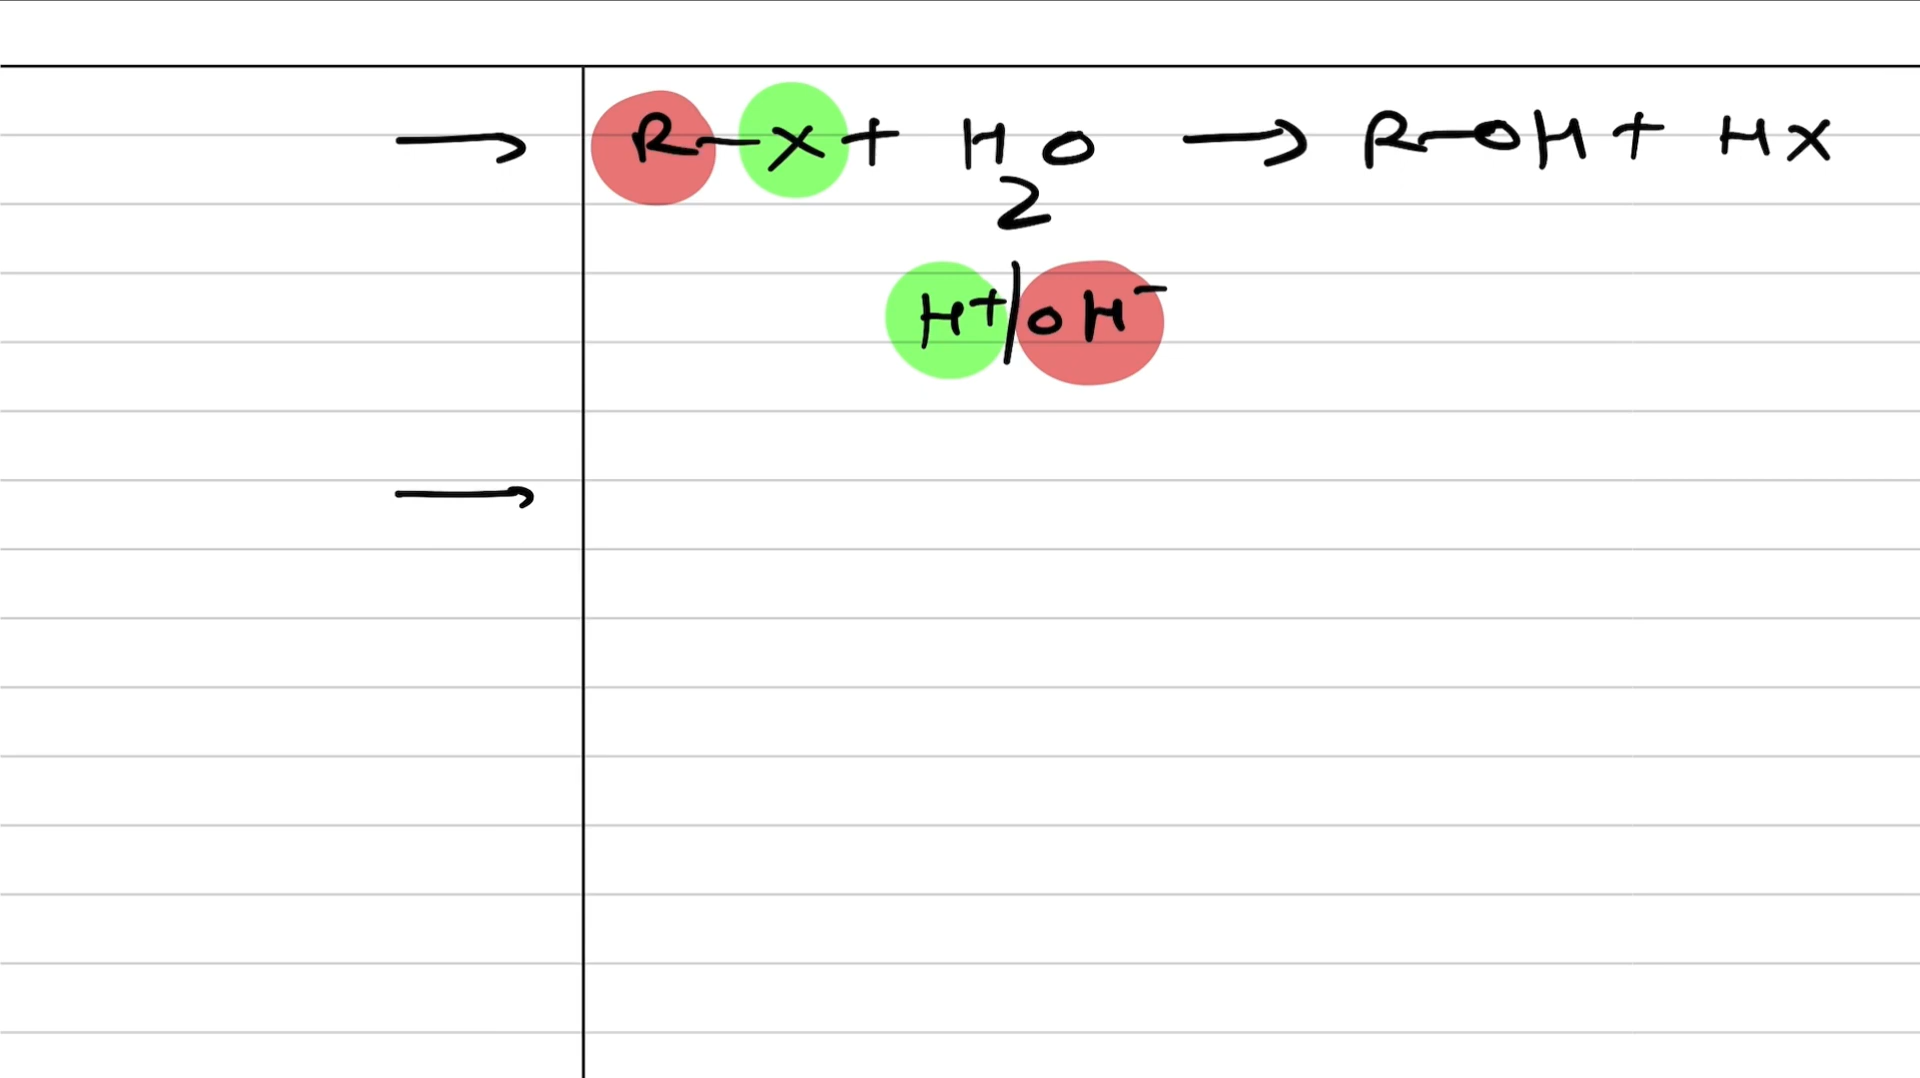 → R-X + H2O → R-OH + HX
H⁺/OH⁻
→